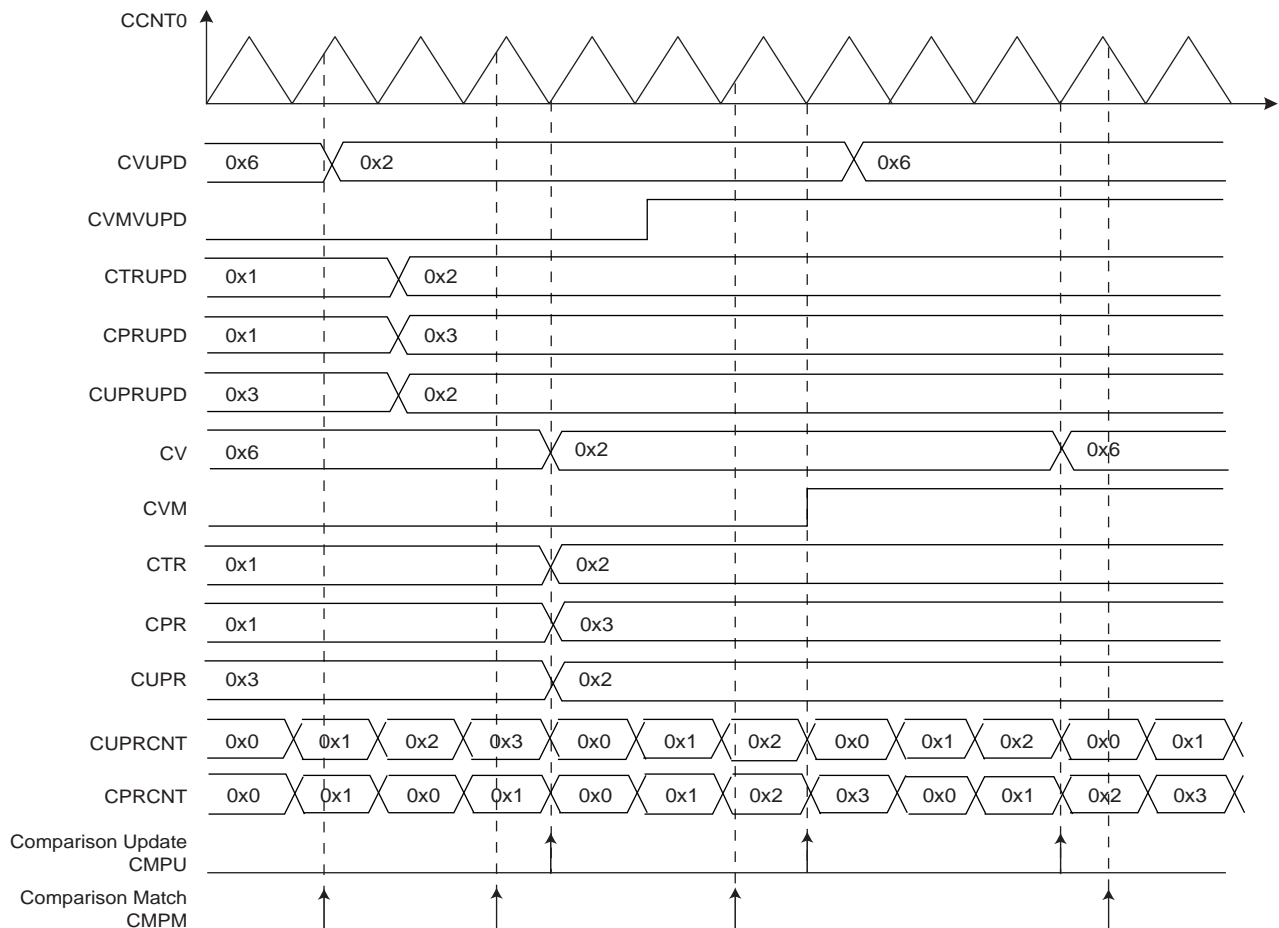 CCNT0
CVUPD 0x6 0x2 0x6
CVMVUPD
CTRUPD 0x1 0x2
CPRUPD 0x1 0x3
CUPRUPD 0x3 0x2
CV 0x6 0x2 0x6
CVM
CTR 0x1 0x2
CPR 0x1 0x3
CUPR 0x3 0x2
CUPRCNT 0x0 0x1 0x2 0x3 0x0 0x1 0x2 0x0 0x1 0x2 0x0 0x1
CPRCNT 0x0 0x1 0x0 0x1 0x0 0x1 0x2 0x3 0x0 0x1 0x2 0x3
Comparison Update
CMPU
Comparison Match
CMPM